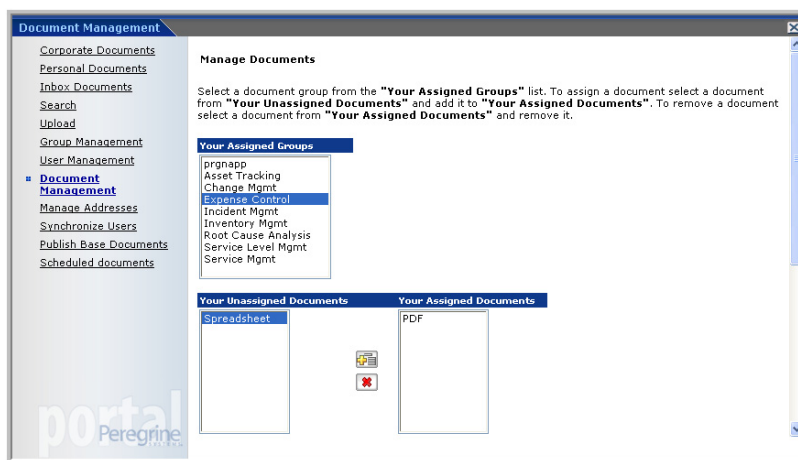 Document Management
Corporate Documents
Personal Documents
Inbox Documents
Search
Upload
Group Management
User Management
Document
Management
Manage Addresses
Synchronize Users
Publish Base Documents
Scheduled documents
portal
Peregrine
Manage Documents
Select a document group from the "Your Assigned Groups" list. To assign a document select a document
from "Your Unassigned Documents" and add it to "Your Assigned Documents". To remove a document
select a document from "Your Assigned Documents" and remove it.
Your Assigned Groups
prgnapp
Asset Tracking
Change Mgmt
Expense Control
Incident Mgmt
Inventory Mgmt
Root Cause Analysis
Service Level Mgmt
Service Mgmt
Your Unassigned Documents Your Assigned Documents
Spreadsheet PDF